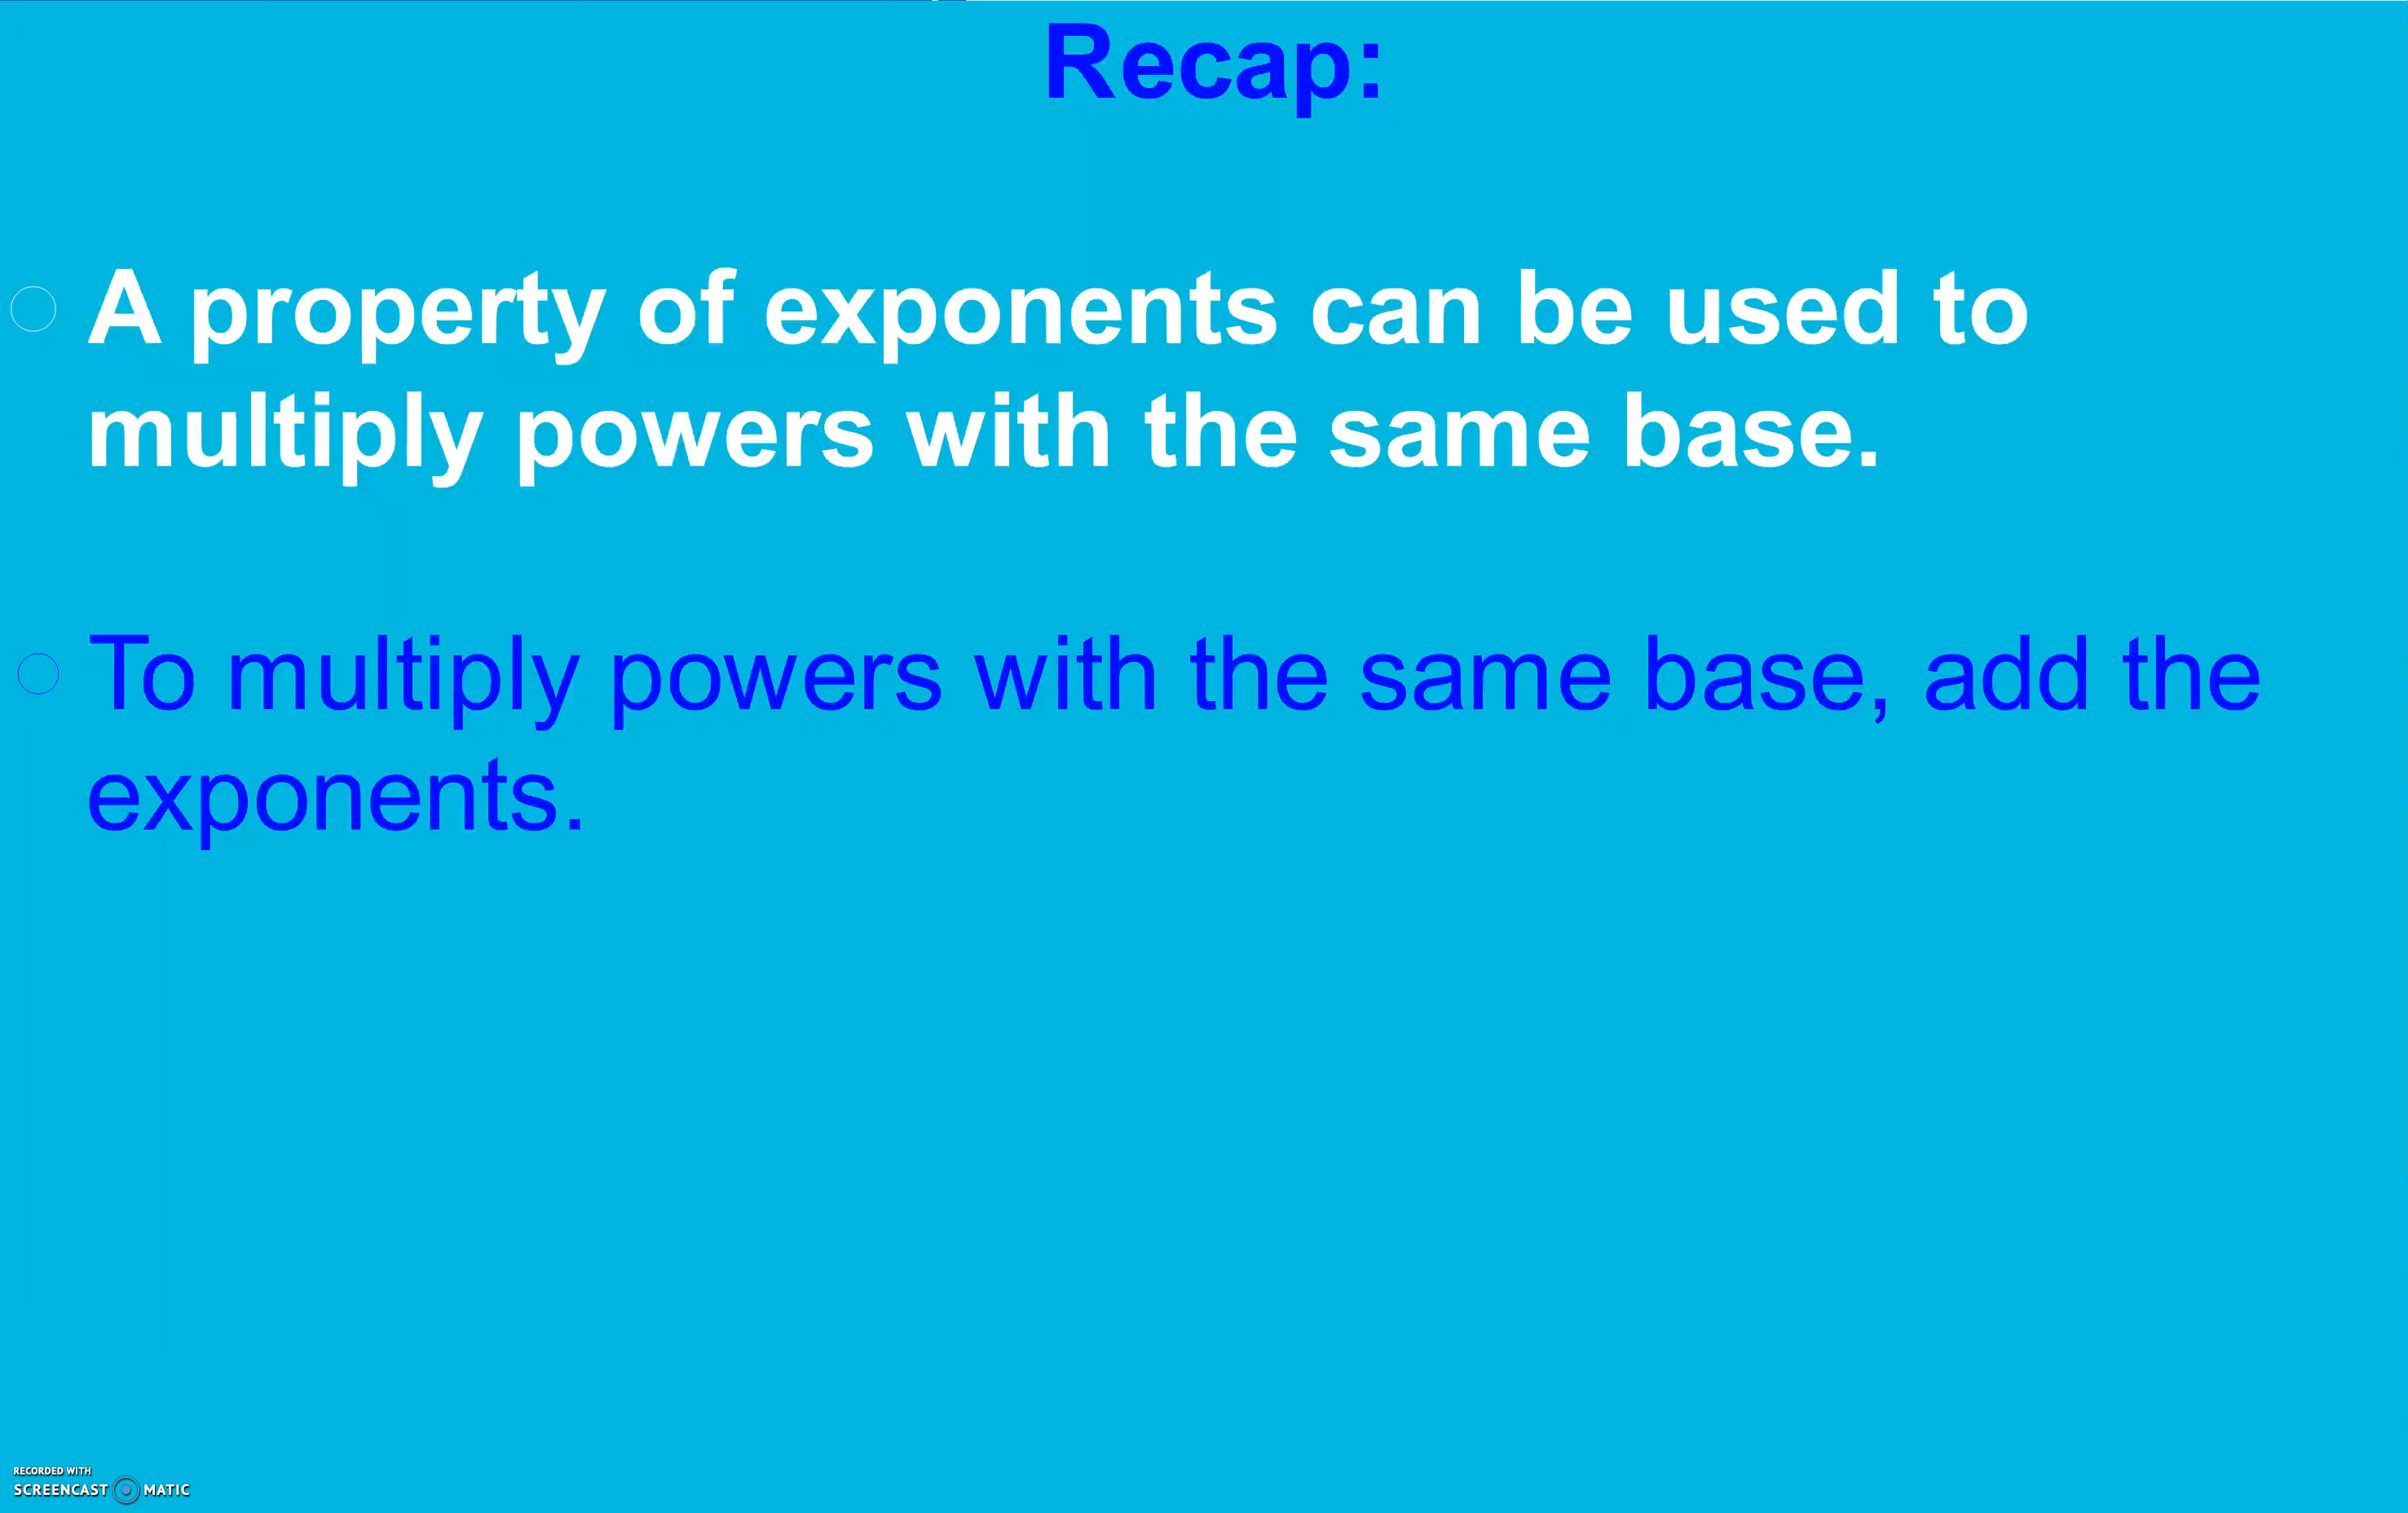 Recap:
A property of exponents can be used to
multiply powers with the same base.
To multiply powers with the same base, add the
exponents.
RECORDED WITH
SCREENCAST MATIC